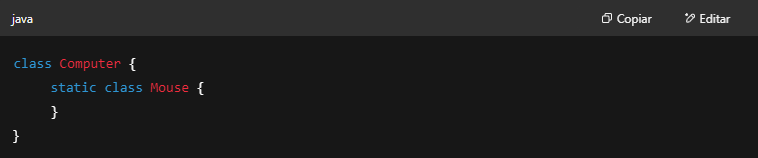 java Copiar Editar
class Computer {
    static class Mouse {
    }
}